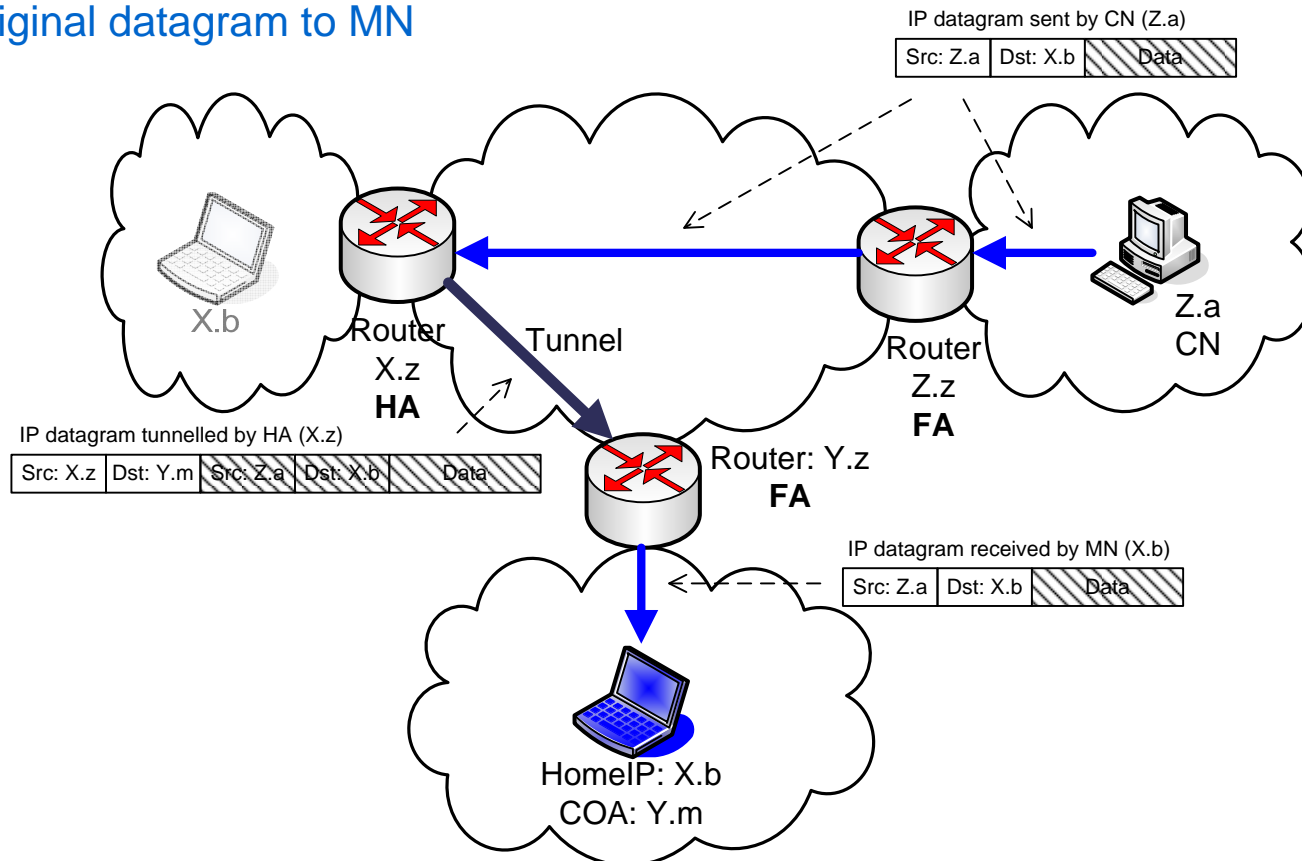 iginal datagram to MN
IP datagram sent by CN (Z.a)
Src: Z.a Dst: X.b Data
X.b
Router
X.z
HA
Tunnel
Router
Z.z
FA
Z.a
CN
IP datagram tunnelled by HA (X.z)
Src: X.z Dst: Y.m Src: Z.a Dst: X.b Data
Router: Y.z
FA
IP datagram received by MN (X.b)
Src: Z.a Dst: X.b Data
HomeIP: X.b
COA: Y.m